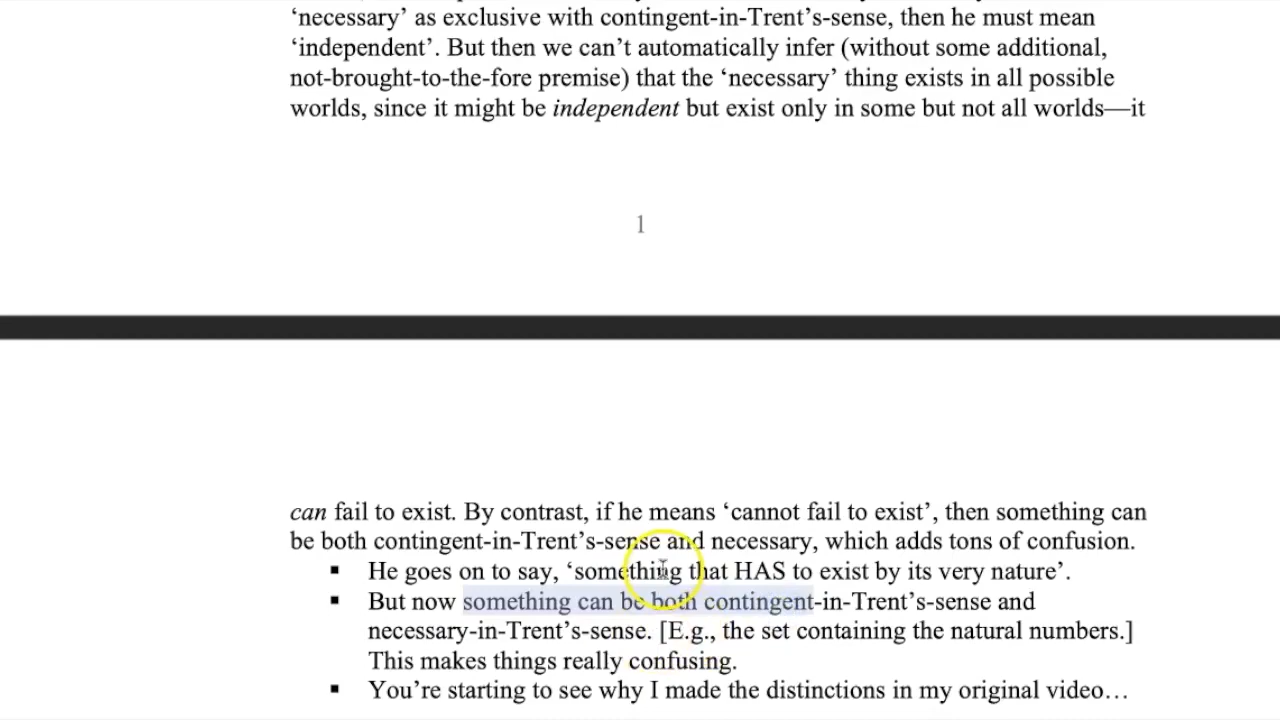 ‘necessary’ as exclusive with contingent-in-Trent’s-sense, then he must mean
‘independent’. But then we can’t automatically infer (without some additional,
not-brought-to-the-fore premise) that the ‘necessary’ thing exists in all possible
worlds, since it might be independent but exist only in some but not all worlds—it
1
can fail to exist. By contrast, if he means ‘cannot fail to exist’, then something can
be both contingent-in-Trent’s-sense and necessary, which adds tons of confusion.
▪ He goes on to say, ‘something that HAS to exist by its very nature’.
▪ But now something can be both contingent-in-Trent’s-sense and
necessary-in-Trent’s-sense. [E.g., the set containing the natural numbers.]
This makes things really confusing.
▪ You’re starting to see why I made the distinctions in my original video…